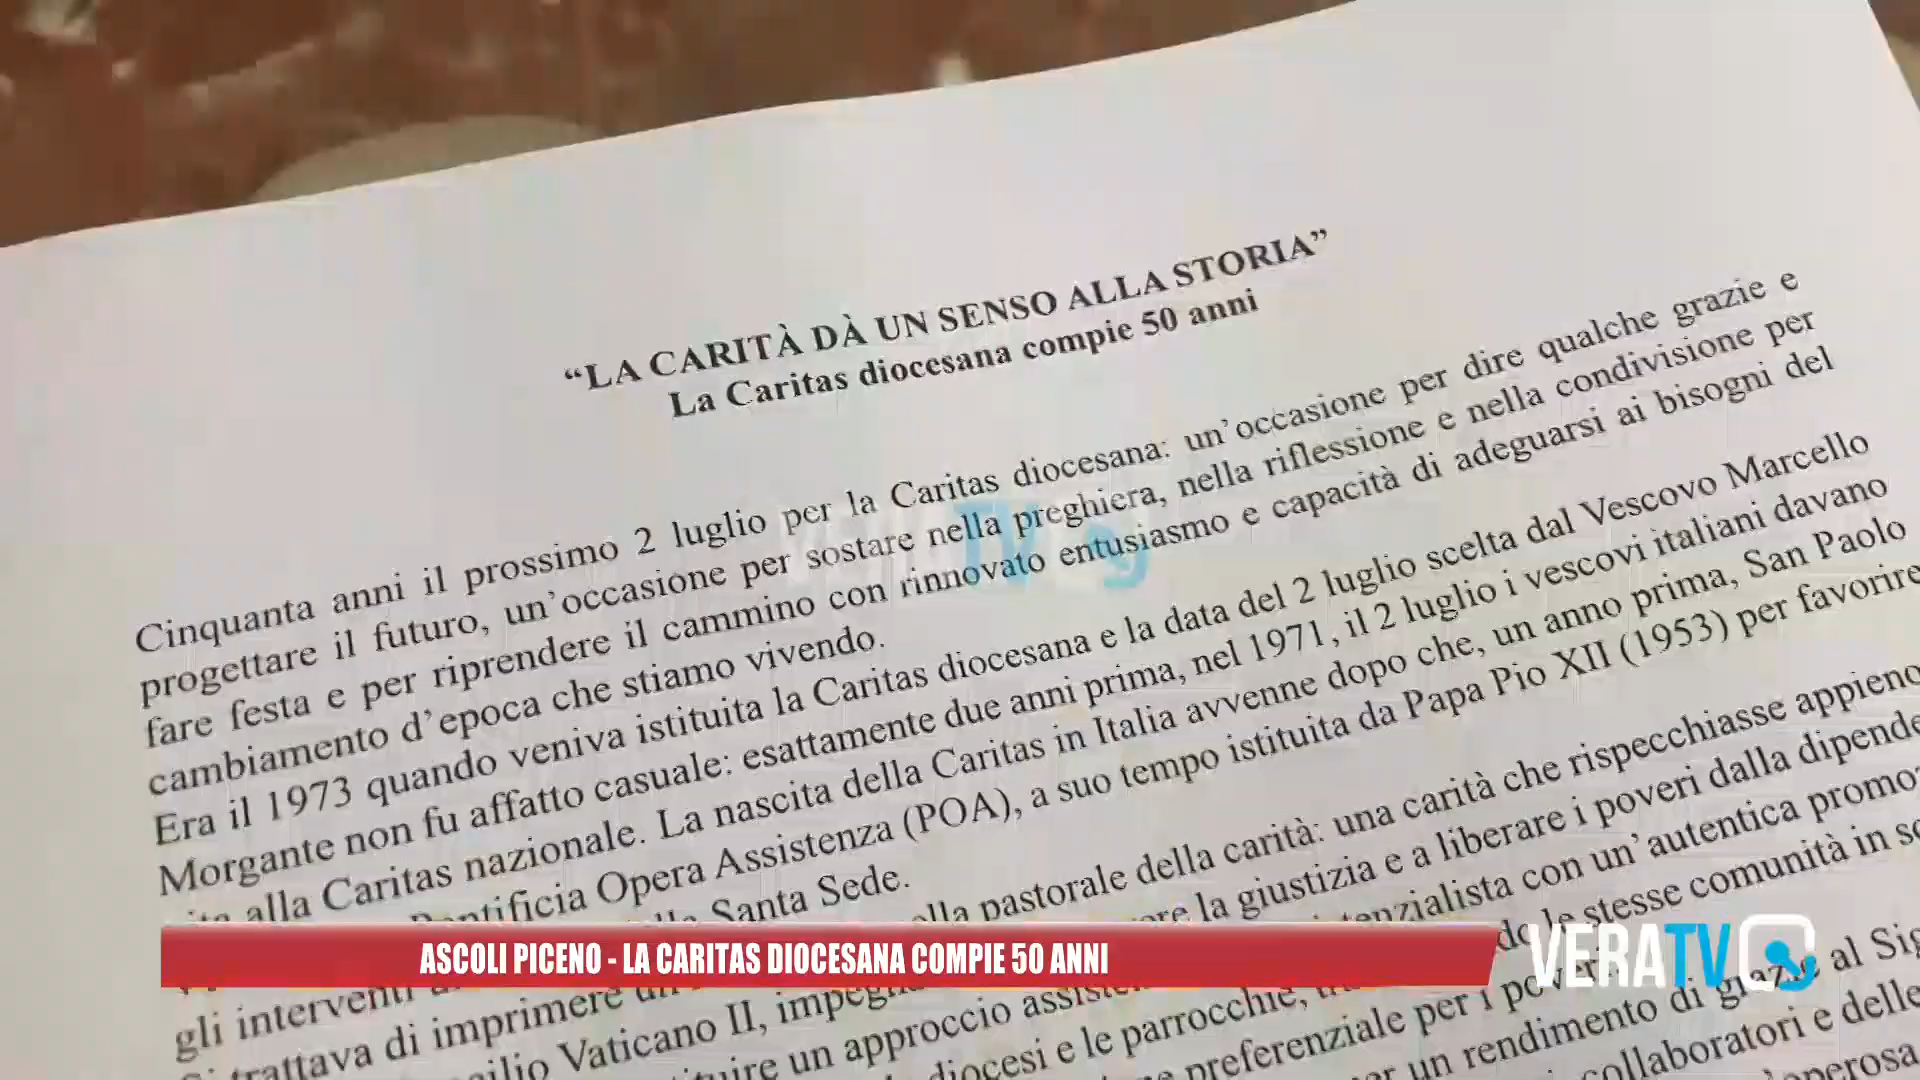 “LA CARITÀ DÀ UN SENSO ALLA STORIA”
La Caritas diocesana compie 50 anni
Cinquanta anni il prossimo 2 luglio per la Caritas diocesana: un’occasione per dire qualche grazie e
progettare il futuro, un’occasione per sostare nella preghiera, nella riflessione e nella condivisione per
fare festa e per riprendere il cammino con rinnovato entusiasmo e capacità di adeguarsi ai bisogni del
cambiamento d’epoca che stiamo vivendo.
Era il 1973 quando veniva istituita la Caritas diocesana e la data del 2 luglio scelta dal Vescovo Marcello
Morgante non fu affatto casuale: esattamente due anni prima, nel 1971, il 2 luglio i vescovi italiani davano
alla Caritas nazionale. La nascita della Caritas in Italia avvenne dopo che, un anno prima, San Paolo
Pontificia Opera Assistenza (POA), a suo tempo istituita da Papa Pio XII (1953) per favorire
gli interventi Santa Sede.
trattava di imprimere pastorale della carità: una carità che rispecchiasse appieno
Vaticano II, la giustizia e a liberare i poveri dalla
un approccio con un’autentica
diocesi e le parrocchie, le stesse comunità in
preferenziale per i
un rendimento di grazie al
collaboratori e delle
ASCOLI PICENO - LA CARITAS DIOCESANA COMPIE 50 ANNI
VERATV